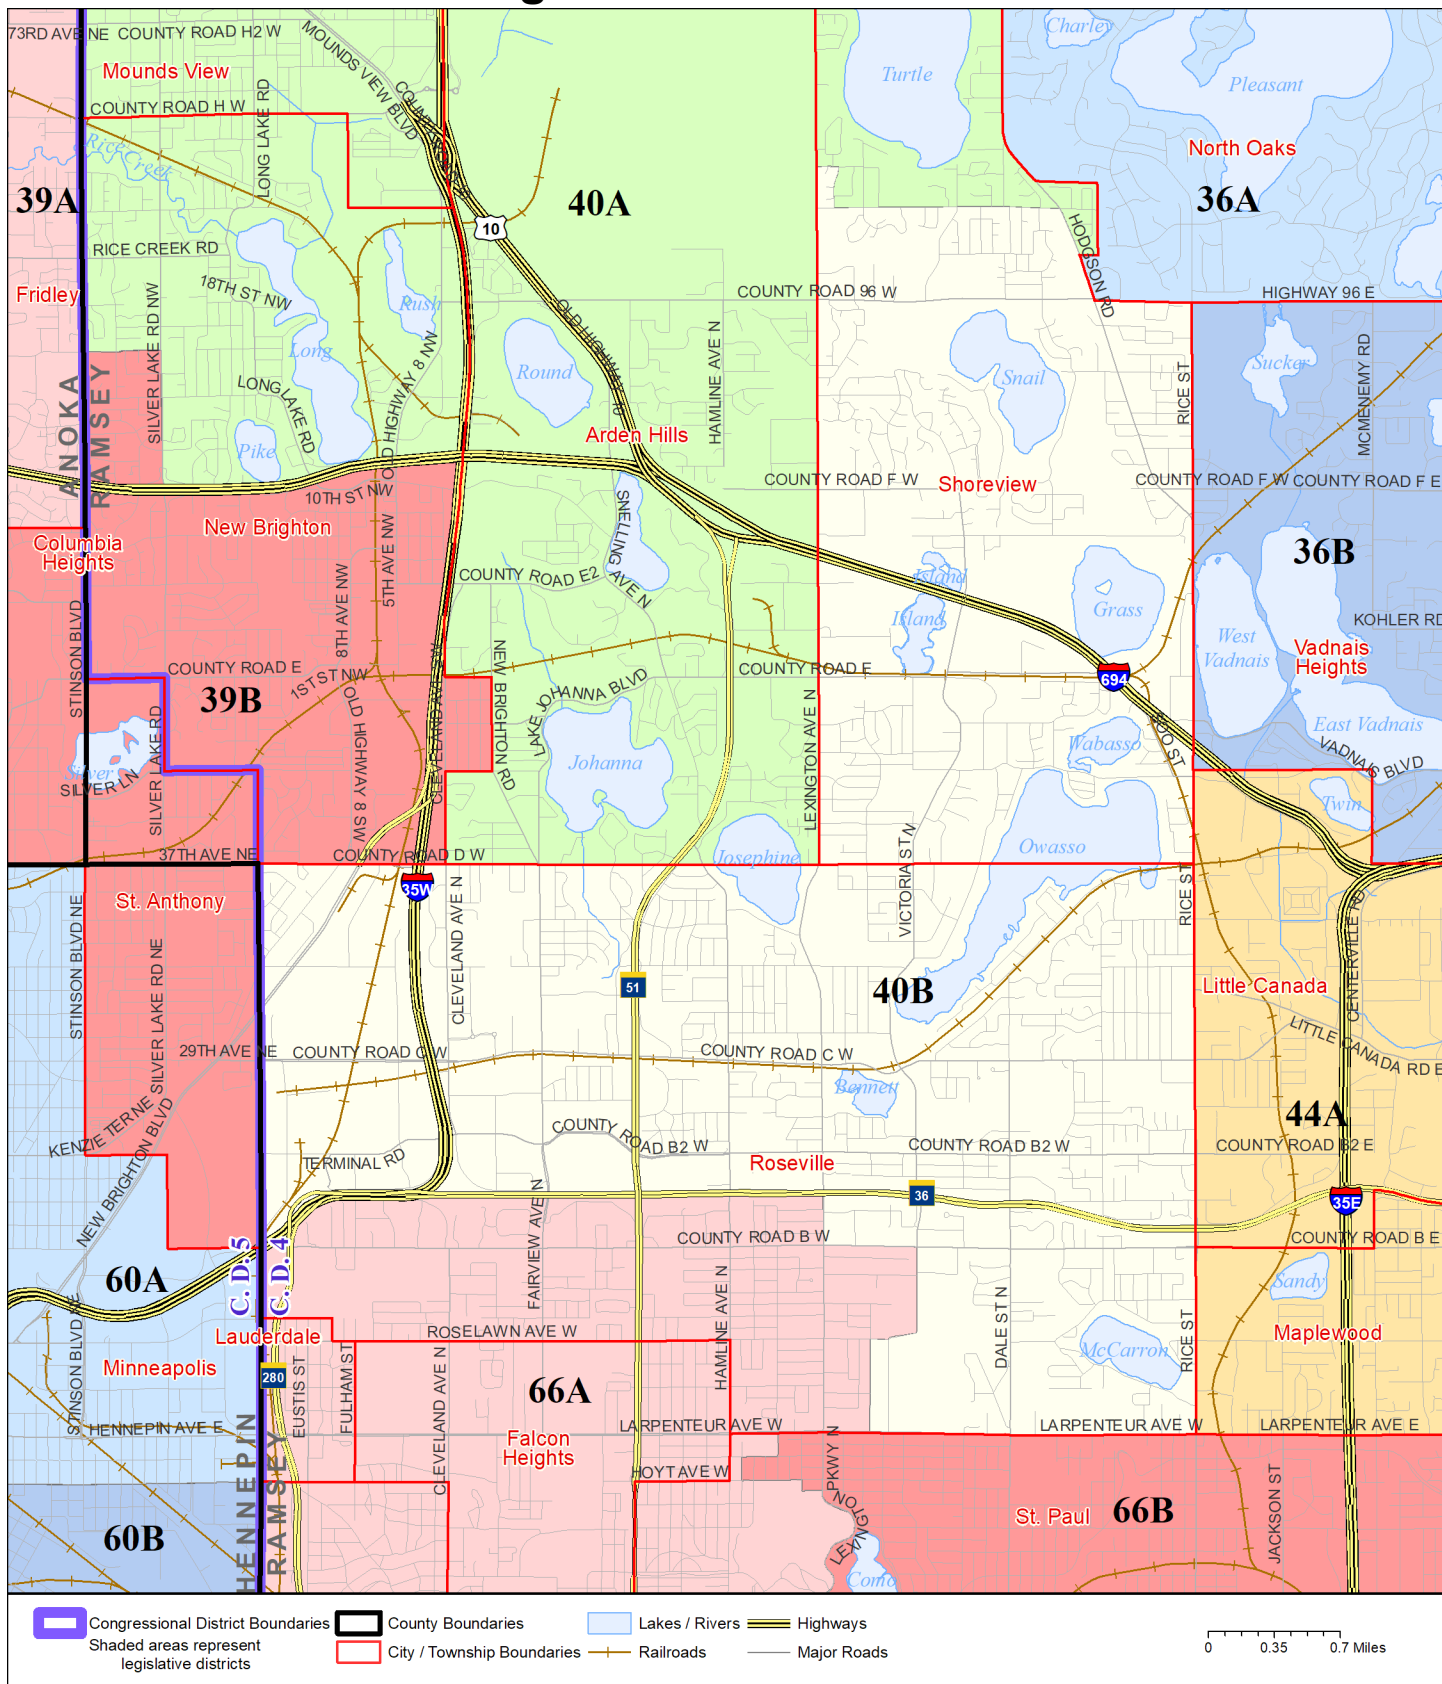 g
73RD AVE NE
COUNTY ROAD H2 W
Mounds View
MOUNDS VIEW BLVD
COUNTY ROAD H W
LONG LAKE RD
Rice Creek
Turtle
Charley
Pleasant
North Oaks
36A
39A
40A
10
HODGSON RD
RICE CREEK RD
18TH ST NW
Fridley
SILVER LAKE RD NW
Rush
COUNTY ROAD 96 W
HIGHWAY 96 E
OLD HIGHWAY 10
Long
Round
HAMLINE AVE N
Snail
Sucker
RICE ST
MCMENEMY RD
ANOKA
RAMSEY
LONG LAKE RD
OLD HIGHWAY 8 NW
Pike
Arden Hills
COUNTY ROAD F W
Shoreview
COUNTY ROAD F W
COUNTY ROAD F E
10TH ST NW
New Brighton
SNELLING AVE N
Columbia
Heights
5TH AVE NW
8TH AVE NW
COUNTY ROAD E2
Island
Island
Grass
36B
KOHLER RD
West
Vadnais
Vadnais
Heights
STINSON BLVD
COUNTY ROAD E
1ST ST NW
39B
NEW BRIGHTON RD
COUNTY ROAD E
694
LAKE JOHANNA BLVD
East Vadnais
SILVER LAKE RD
OLD HIGHWAY 8 SW
CLEVELAND AVE SW
Johanna
LEXINGTON AVE N
Wabasso
VADNAIS BLVD
Silver
SILVER LN
Twin
37TH AVE NE
COUNTY ROAD D W
Josephine
VICTORIA ST N
Owasso
35W
St. Anthony
STINSON BLVD NE
CLEVELAND AVE N
RICE ST
CENTERVILLE RD
SILVER LAKE RD NE
51
40B
Little Canada
LITTLE CANADA RD E
29TH AVE NE
COUNTY ROAD C W
COUNTY ROAD C W
Bennett
44A
KENZIE TER NE
NEW BRIGHTON BLVD
TERMINAL RD
COUNTY ROAD B2 W
COUNTY ROAD B2 W
COUNTY ROAD B2 E
Roseville
36
35E
FAIRVIEW AVE N
COUNTY ROAD B W
COUNTY ROAD B E
C. D. 5
C. D. 4
60A
Sandy
HAMLINE AVE N
DALE ST N
RICE ST
STINSON BLVD NE
Lauderdale
ROSELAWN AVE W
McCarron
Maplewood
Minneapolis
280
EUSTIS ST
FULHAM ST
CLEVELAND AVE N
66A
HENNEPIN AVE E
LARPENTEUR AVE W
LARPENTEUR AVE W
LARPENTEUR AVE E
Falcon
Heights
HOYT AVE W
LEXINGTON
PKWY N
JACKSON ST
HENNEPIN
RAMSEY
60B
St. Paul
66B
Como
Congressional District Boundaries
County Boundaries
Lakes / Rivers
Highways
Shaded areas represent
legislative districts
City / Township Boundaries
Railroads
Major Roads
0 0.35 0.7 Miles